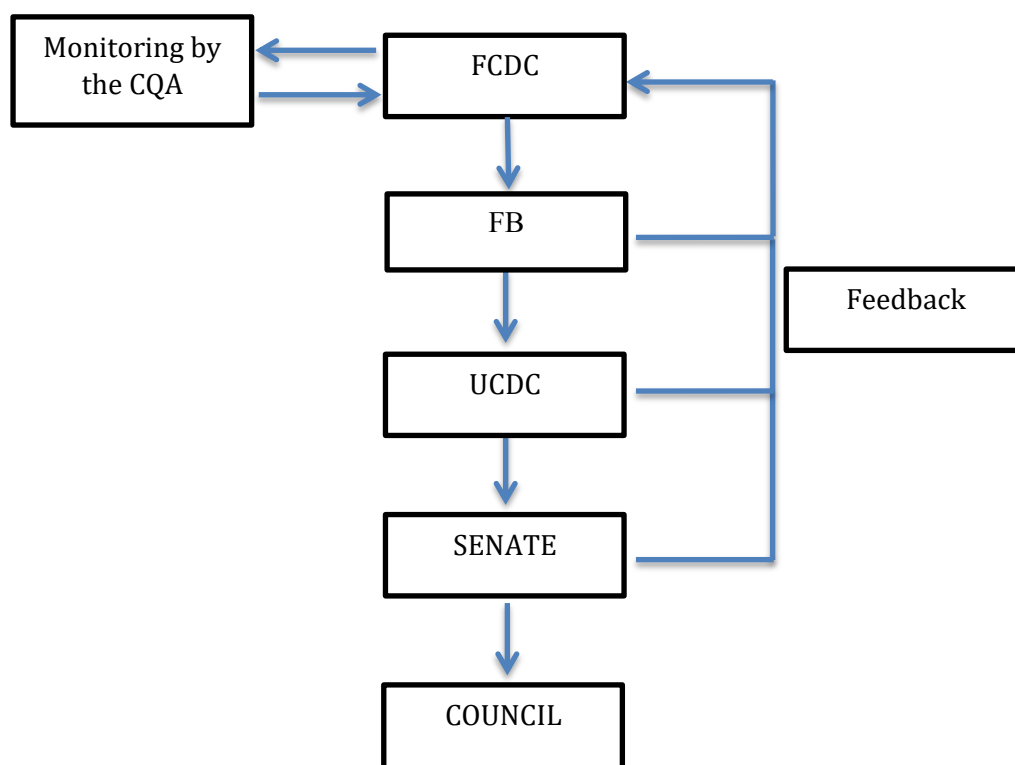 Monitoring by
the CQA
FCDC
FB
Feedback
UCDC
SENATE
COUNCIL